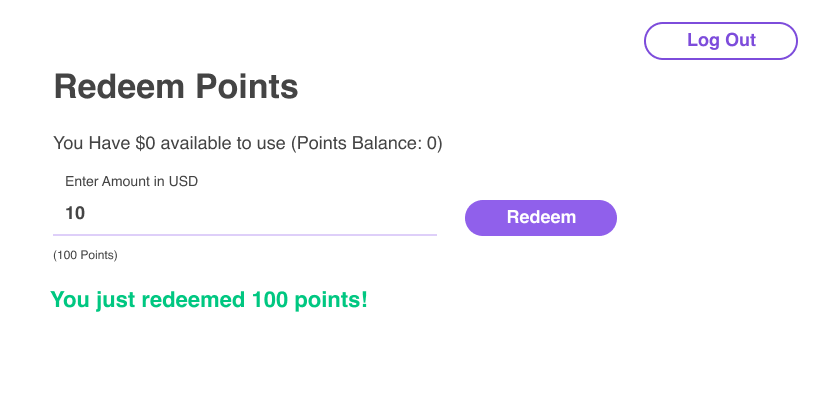 Log Out
Redeem Points
You Have $0 available to use (Points Balance: 0)
Enter Amount in USD
10
Redeem
(100 Points)
You just redeemed 100 points!